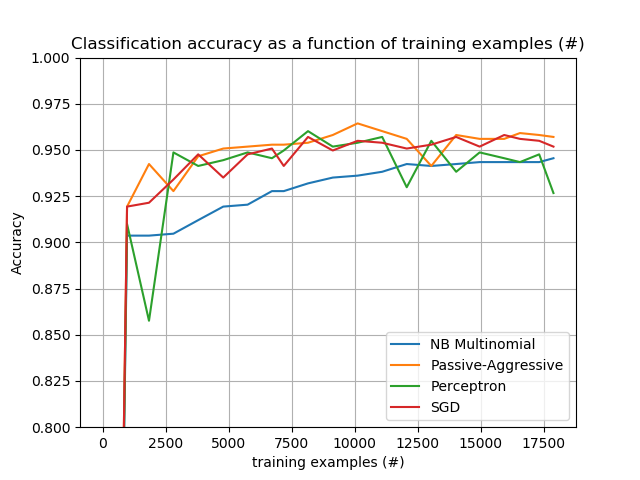 Classification accuracy as a function of training examples (#)
1.000
0.975
0.950
0.925
0.900
0.875
0.850
0.825
0.800
Accuracy
NB Multinomial
Passive-Aggressive
Perceptron
SGD
0 2500 5000 7500 10000 12500 15000 17500
training examples (#)